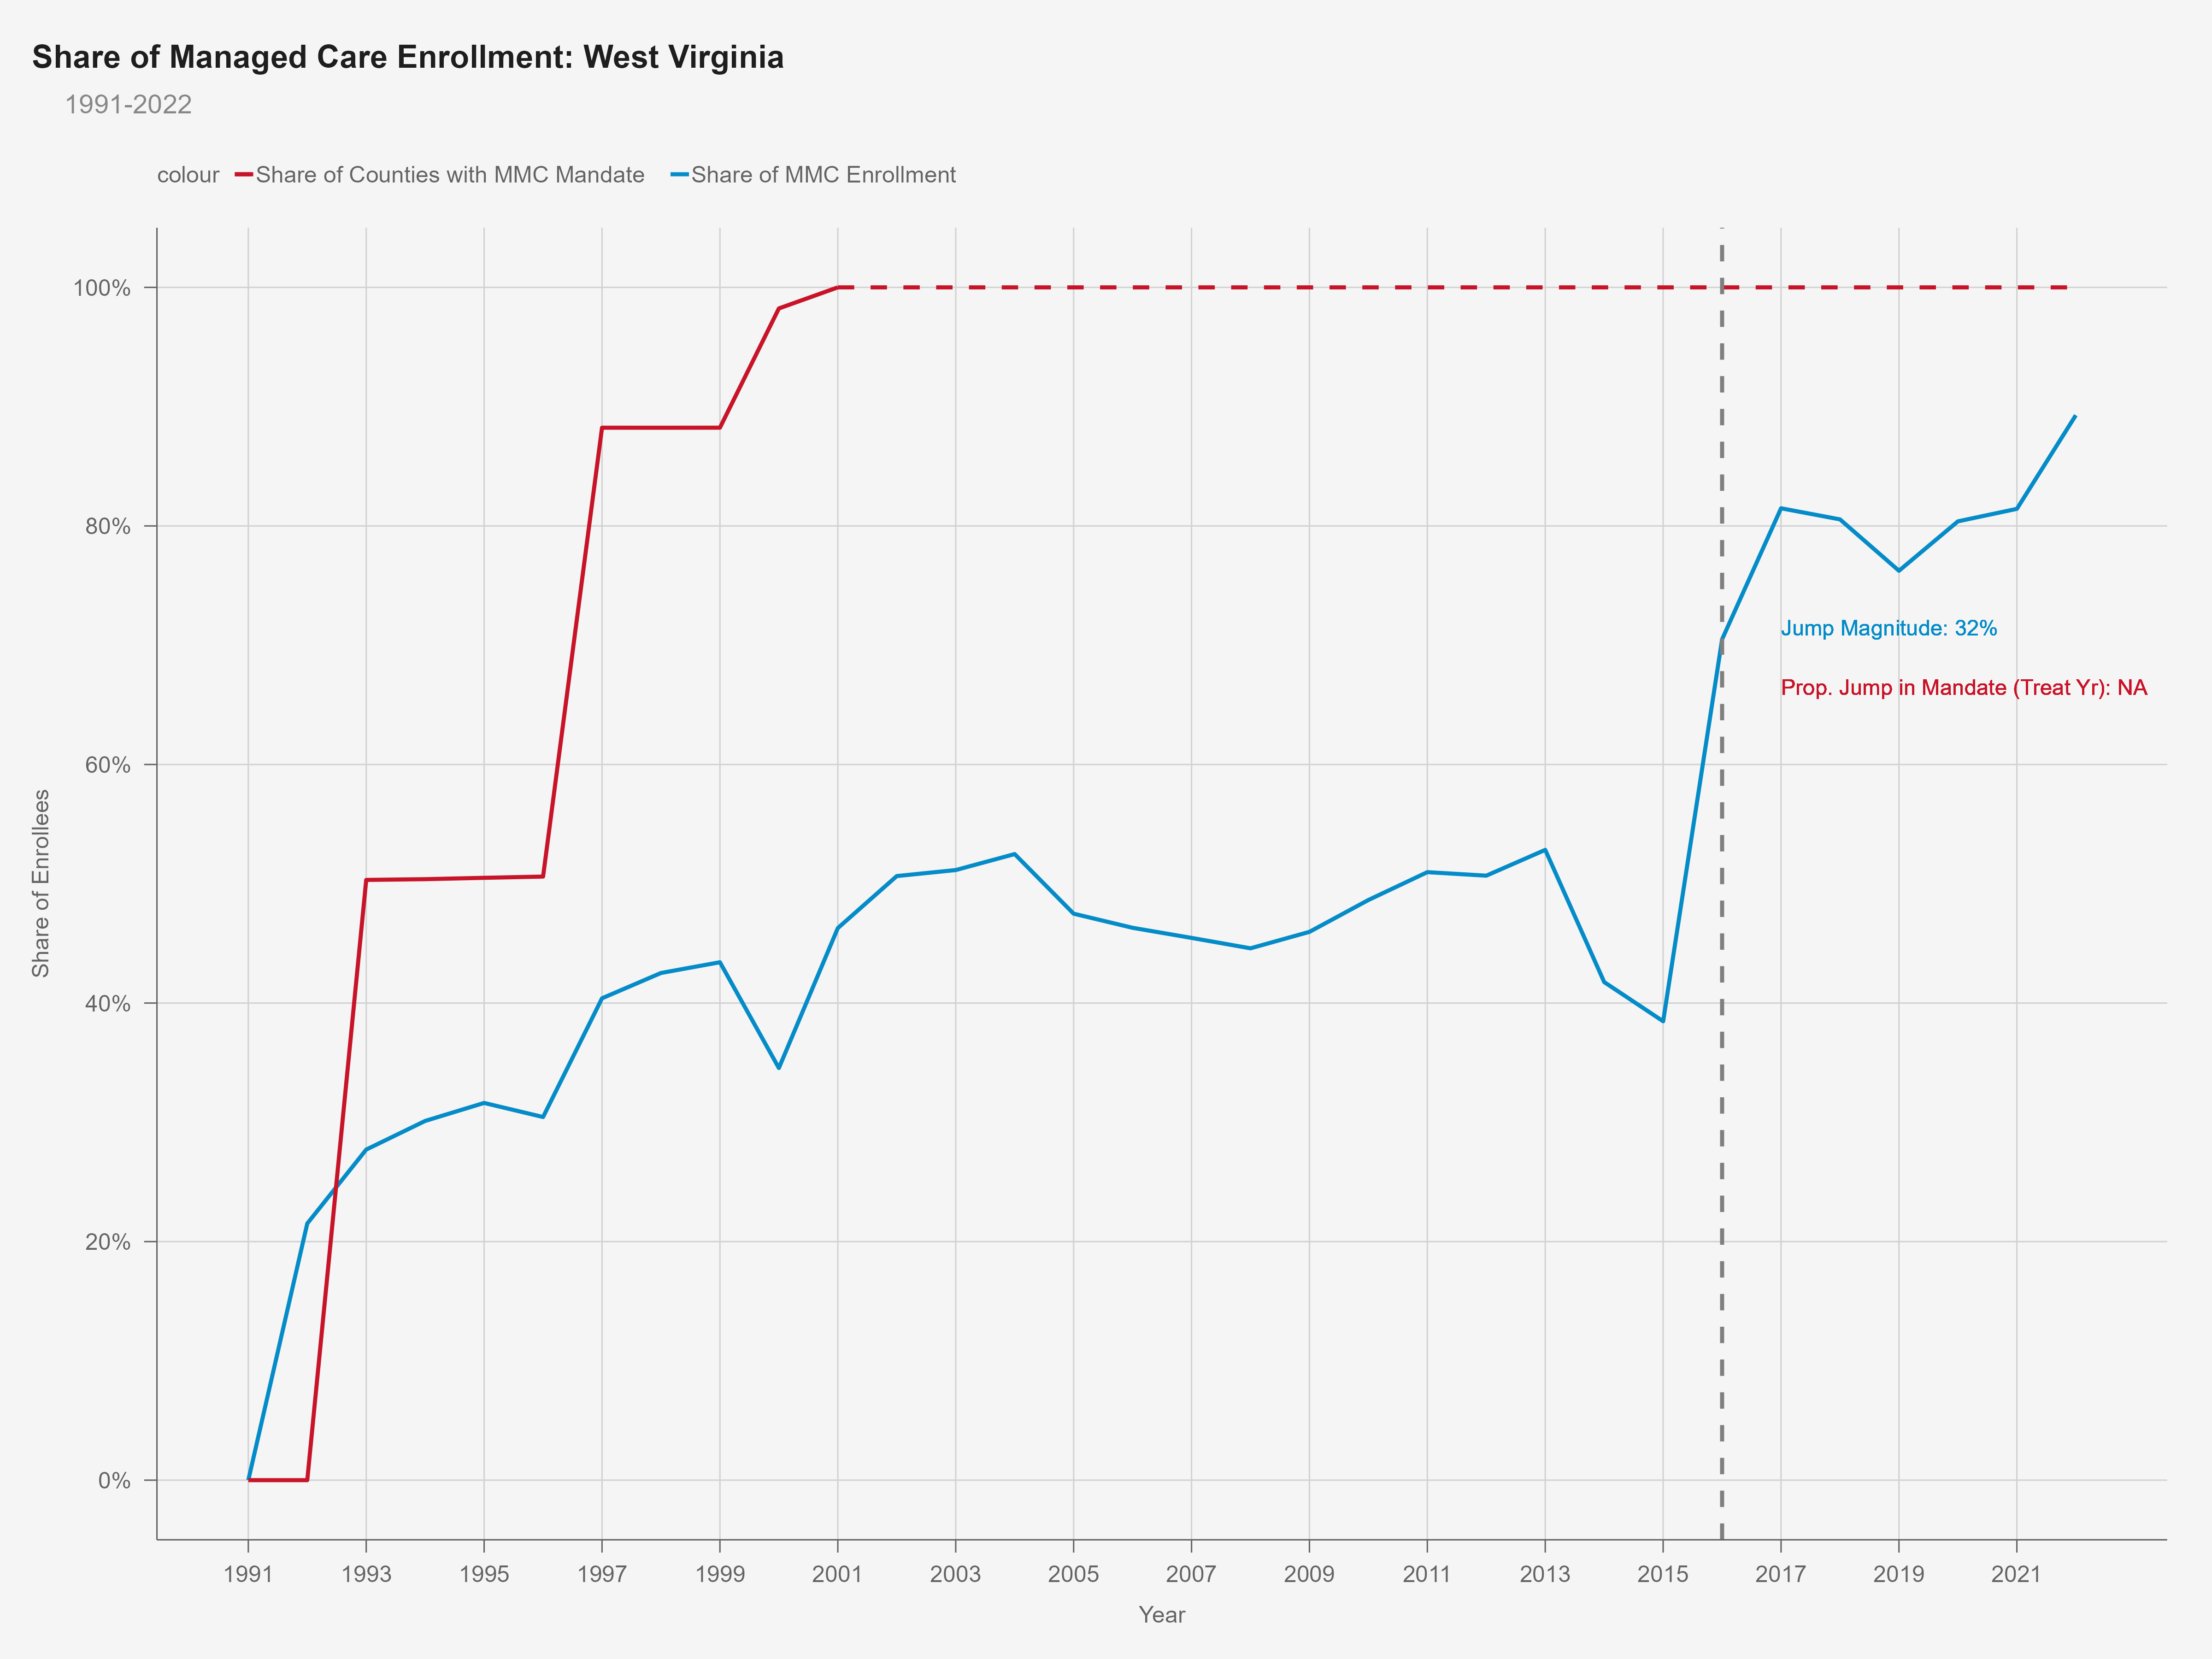 Share of Managed Care Enrollment: West Virginia
1991-2022
colour Share of Counties with MMC Mandate Share of MMC Enrollment
100%
80%
60%
40%
20%
0%
Share of Enrollees
Jump Magnitude: 32%
Prop. Jump in Mandate (Treat Yr): NA
1991 1993 1995 1997 1999 2001 2003 2005 2007 2009 2011 2013 2015 2017 2019 2021
Year